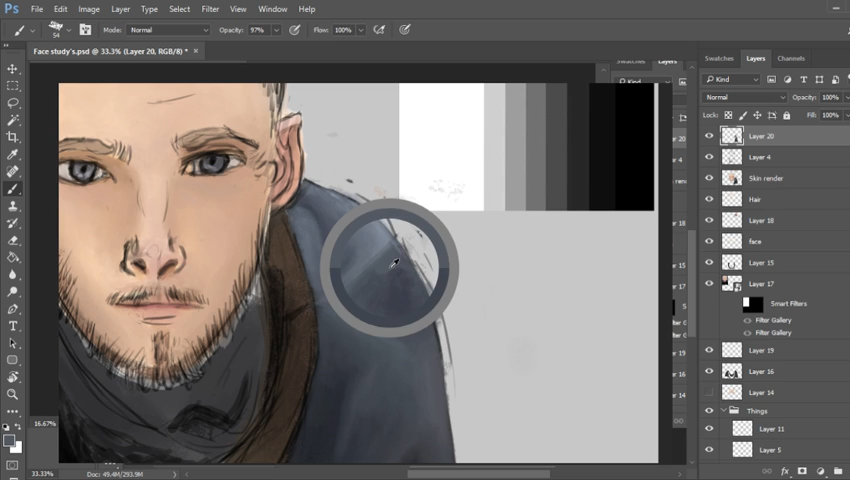 Ps File Edit Image Layer Type Select Filter View Window Help
54 Mode: Normal Opacity: 97% Flow: 100%
Face study's.psd @ 33.3% (Layer 20, RGB/8) * ×
Swatches Layers Channels
Kind
Normal Opacity: 100%
Lock: Fill: 100%
Layer 20
Layer 4
Skin render
Hair
Layer 18
face
Layer 15
Layer 17
Smart Filters
Filter Gallery
Filter Gallery
Layer 19
Layer 16
Layer 14
Things
Layer 11
Layer 5
16.67%
33.33% Doc: 49.4M/293.9M
fx